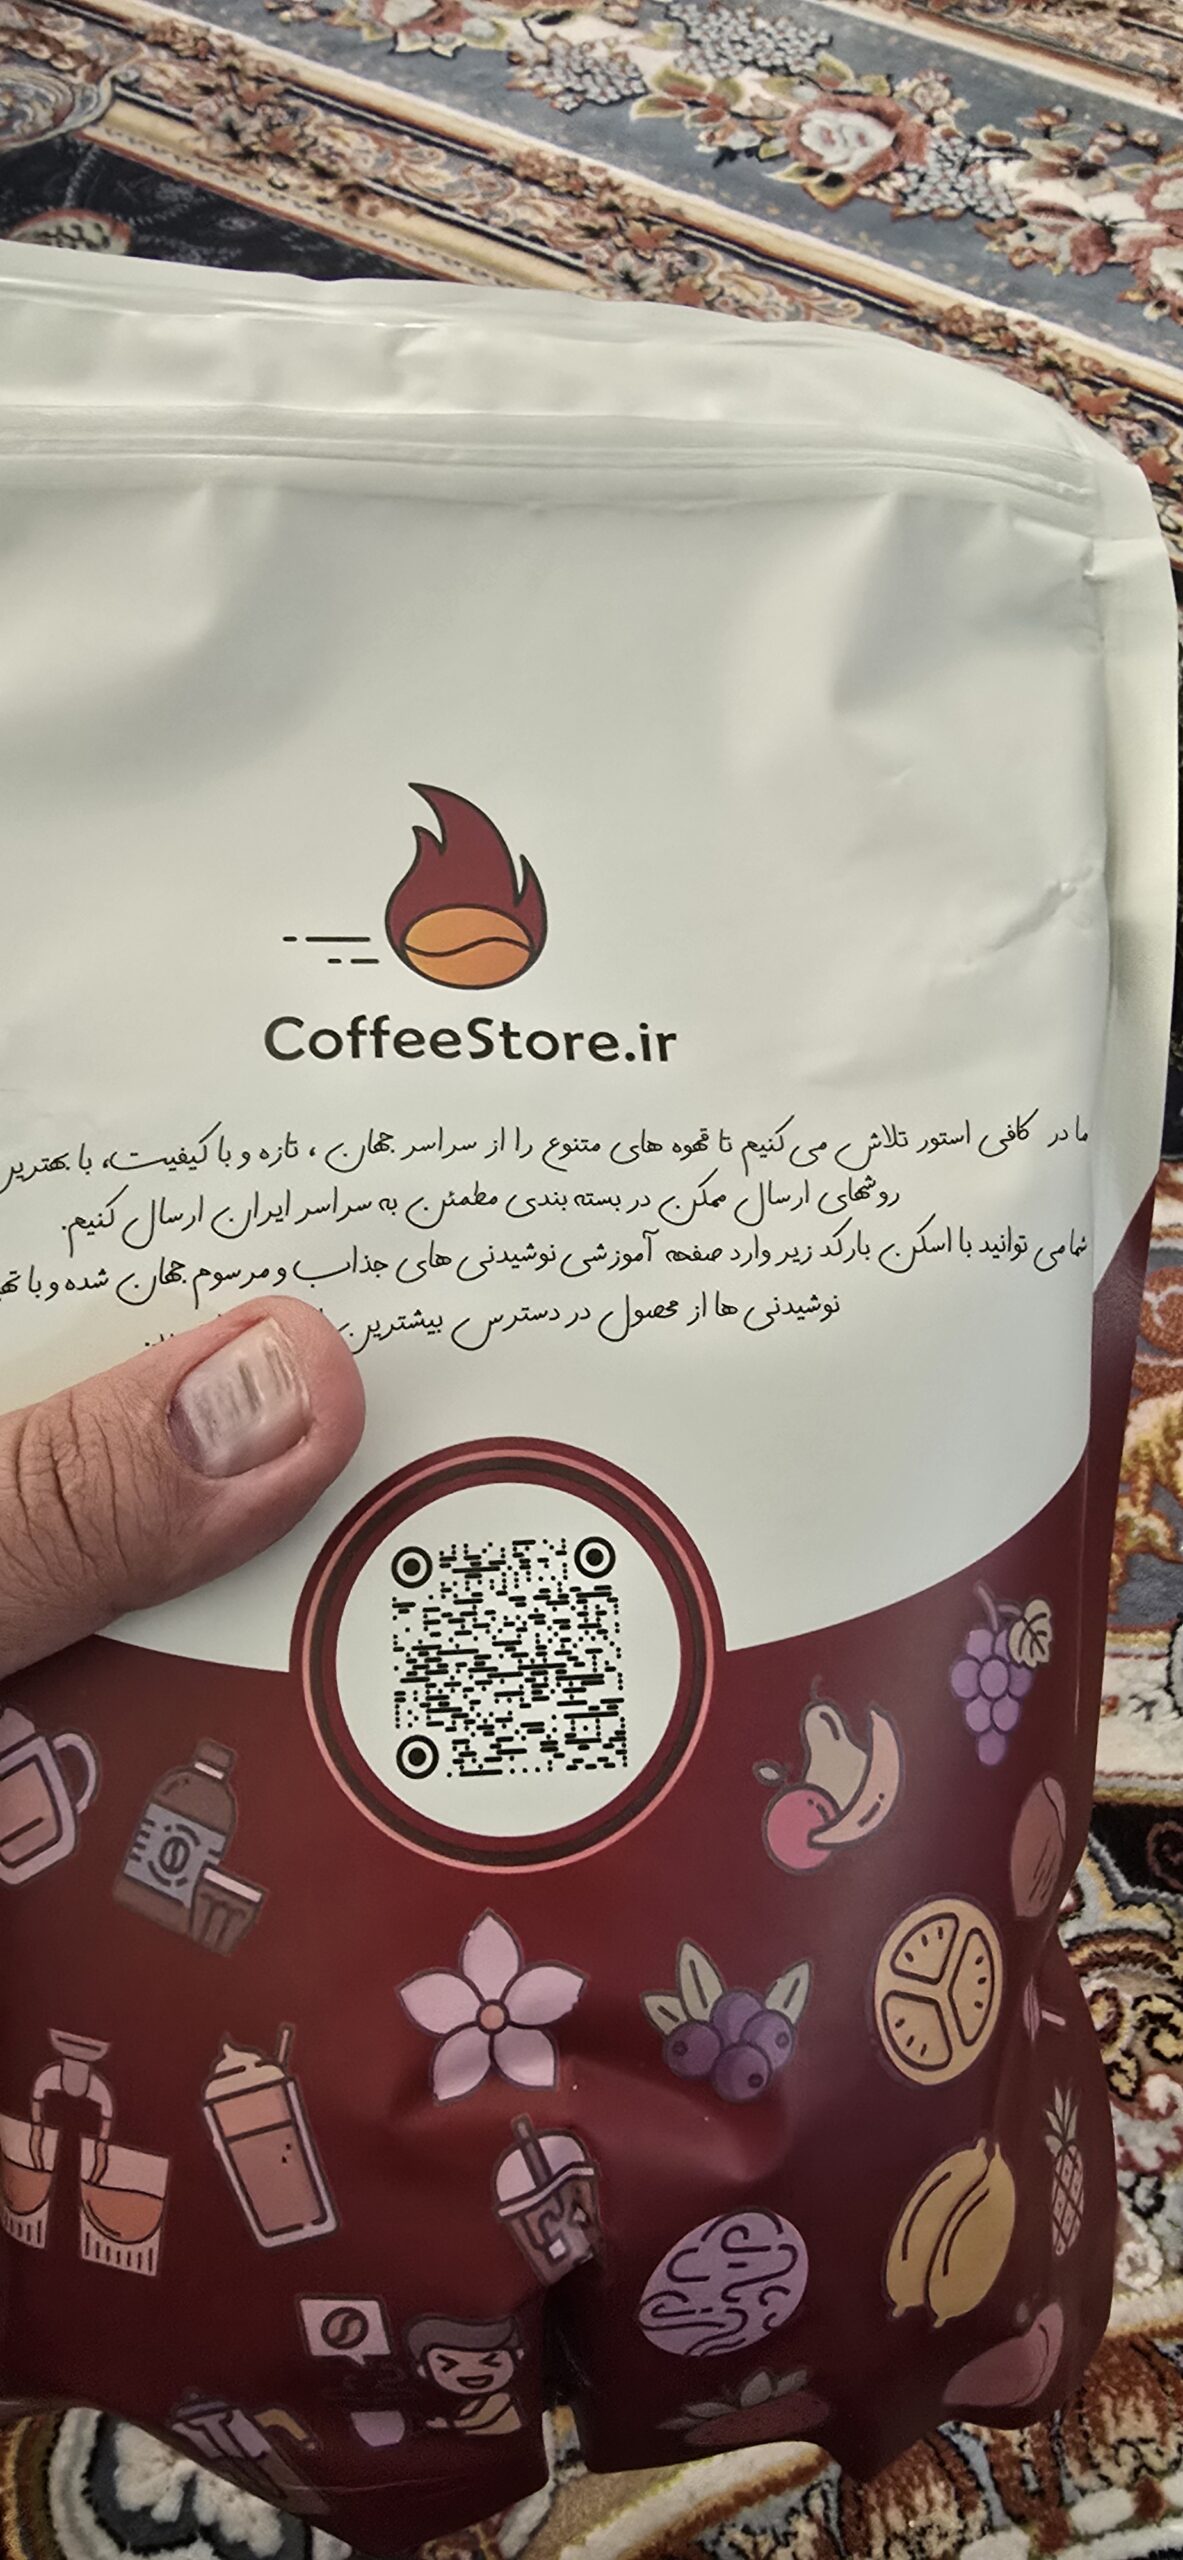 CoffeeStore.ir
ما در کافی استور تلاش می کنیم تا قهوه های متنوع را از سراسر جهان ، تازه و با کیفیت، با
روشهای ارسال ممکن در بسته بندی مطمئن به سراسر ایران ارسال کنیم.
شما می توانید با اسکن بارکد زیر وارد صفحه آموزشی نوشیدنی های جذاب و مرسوم جهان شده و با
نوشیدنی ها از محصول در دسترس بیشترین